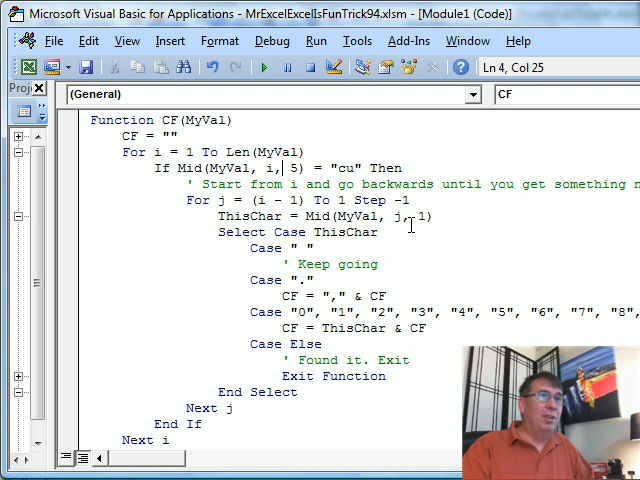 Microsoft Visual Basic for Applications - MrExcelExcelIsFunTrick94.xlsm - [Module1 (Code)]
File Edit View Insert Format Debug Run Tools Add-Ins Window Help
Ln 4, Col 25
Proj
(General)
CF
Function CF(MyVal)
CF = ""
For i = 1 To Len(MyVal)
If Mid(MyVal, i, 5) = "cu" Then
' Start from i and go backwards until you get something n
For j = (i - 1) To 1 Step -1
ThisChar = Mid(MyVal, j, 1)
Select Case ThisChar
Case " "
' Keep going
Case "."
CF = "," & CF
Case "0", "1", "2", "3", "4", "5", "6", "7", "8",
CF = ThisChar & CF
Case Else
' Found it. Exit
Exit Function
End Select
Next j
End If
Next i